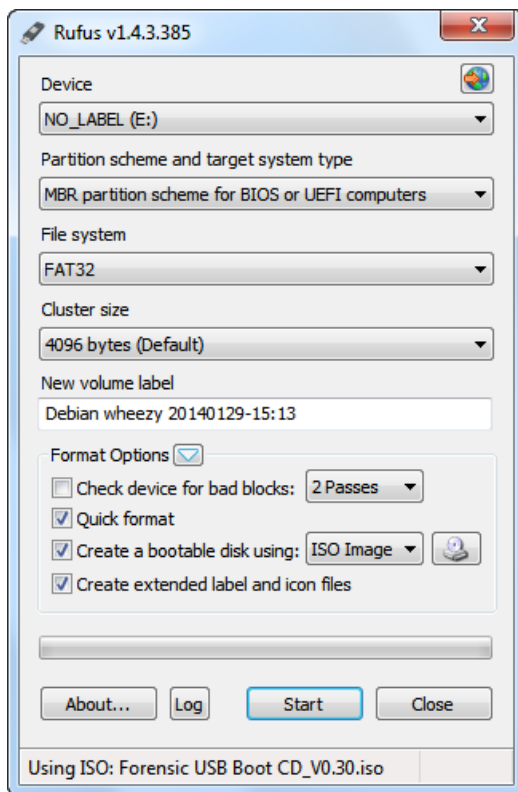 Rufus v1.4.3.385
Device
NO_LABEL (E:)
Partition scheme and target system type
MBR partition scheme for BIOS or UEFI computers
File system
FAT32
Cluster size
4096 bytes (Default)
New volume label
Debian wheezy 20140129-15:13
Format Options
Check device for bad blocks: 2 Passes
Quick format
Create a bootable disk using: ISO Image
Create extended label and icon files
About... Log Start Close
Using ISO: Forensic USB Boot CD_V0.30.iso